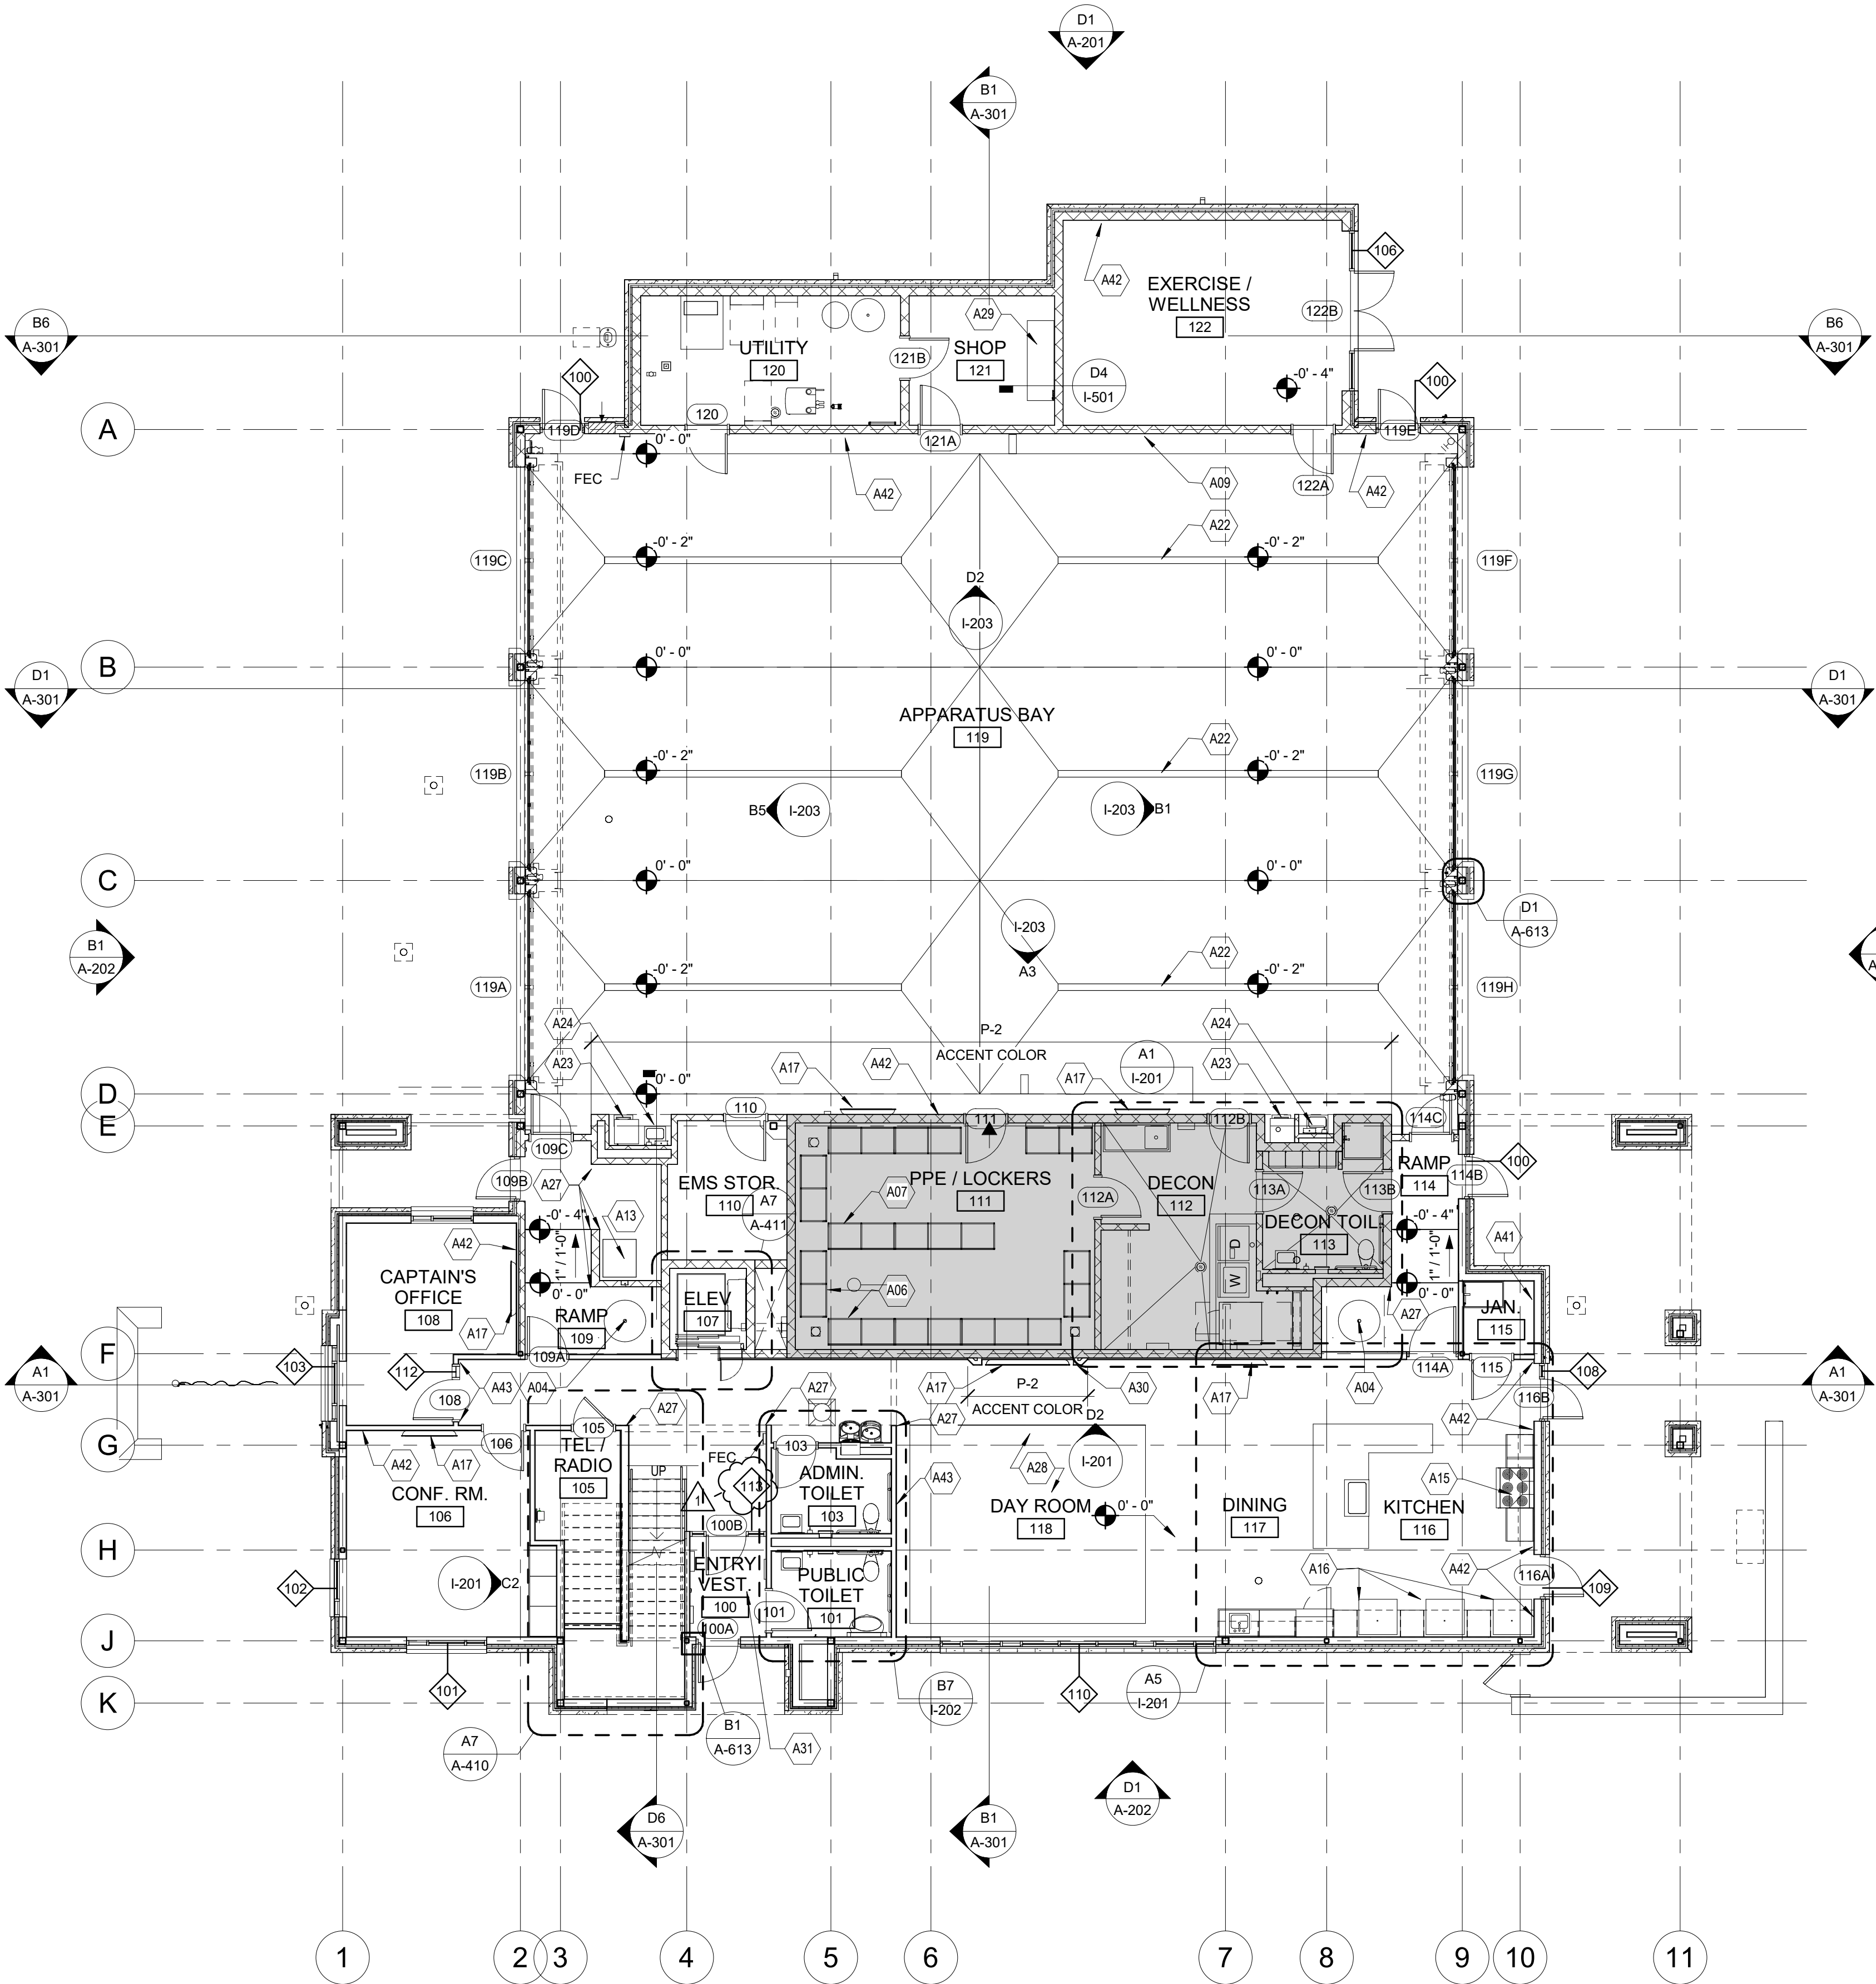 D1
A-201
B1
A-301
106
A42
EXERCISE /
WELLNESS
122
122B
A29
B6
A-301
B6
A-301
UTILITY
120
121B
SHOP
121
D4
I-501
-0' - 4"
100
100
A
119D
120
121A
119E
0' - 0"
FEC
A42
A09
122A
A42
A22
119C
-0' - 2"
-0' - 2"
119F
D2
I-203
B
0' - 0"
0' - 0"
D1
A-301
D1
A-301
APPARATUS BAY
119
A22
119B
-0' - 2"
-0' - 2"
119G
B5
I-203
I-203
B1
C
0' - 0"
0' - 0"
D1
A-613
I-203
A3
B1
A-202
A22
119A
-0' - 2"
-0' - 2"
119H
A24
P-2
A24
A23
ACCENT COLOR
A1
I-201
A23
A17
A42
A17
D
0' - 0"
E
110
111
112B
114C
109C
100
109B
A27
EMS STOR.
110
A7
A-411
PPE / LOCKERS
111
A07
112A
DECON
112
113A
113B
RAMP
114
114B
A13
DECON TOIL.
113
-0' - 4"
1" / 1'-0"
0' - 0"
A42
-0' - 4"
1" / 1'-0"
0' - 0"
A41
D
W
CAPTAIN'S
OFFICE
108
A17
RAMP
109
ELEV
107
A06
A27
JAN.
115
F
103
112
109A
114A
115
108
A1
A-301
A1
A-301
108
A43
A04
A27
A17
P-2
A30
A17
A04
116B
ACCENT COLOR
D2
I-201
A27
A27
A42
G
106
105
103
A42
A17
TEL /
RADIO
105
UP
FEC
113
1
ADMIN.
TOILET
103
A43
A28
A15
CONF. RM.
106
DAY ROOM
118
0' - 0"
DINING
117
KITCHEN
116
100B
H
ENTRY
VEST.
100
PUBLIC
TOILET
101
102
I-201
C2
A16
A42
116A
109
101
J
100A
101
110
K
B7
I-202
A5
I-201
B1
A-613
A31
A7
A-410
D1
A-202
D6
A-301
B1
A-301
1
2
3
4
5
6
7
8
9
10
11